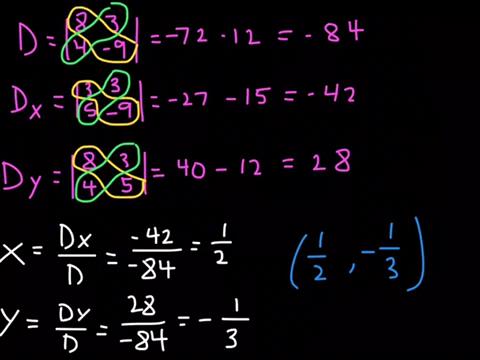 D = |8 3| = -72 - 12 = -84
|4 -9|
Dx = |3 3| = -27 - 15 = -42
|5 -9|
Dy = |8 3| = 40 - 12 = 28
|4 5|
X = Dx/D = -42/-84 = 1/2
(1/2, -1/3)
Y = Dy/D = 28/-84 = -1/3